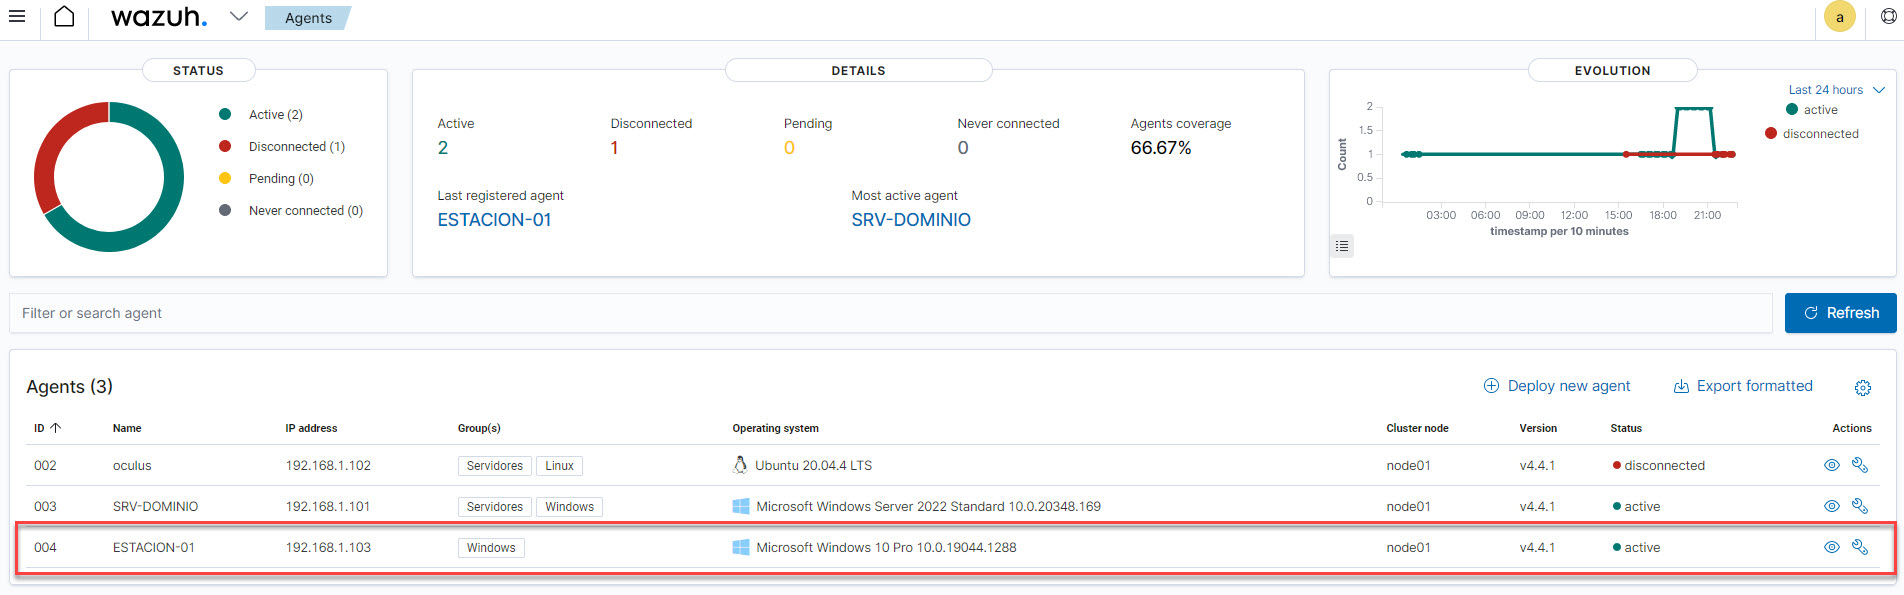 wazuh. Agents a
STATUS
Active (2)
Disconnected (1)
Pending (0)
Never connected (0)
DETAILS
Active Disconnected Pending Never connected Agents coverage
2 1 0 0 66.67%
Last registered agent Most active agent
ESTACION-01 SRV-DOMINIO
EVOLUTION
Last 24 hours
active
disconnected
Count
2
1.5
1
0.5
0
03:00 06:00 09:00 12:00 15:00 18:00 21:00
timestamp per 10 minutes
Filter or search agent Refresh
Agents (3) Deploy new agent Export formatted
ID Name IP address Group(s) Operating system Cluster node Version Status Actions
002 oculus 192.168.1.102 Servidores Linux Ubuntu 20.04.4 LTS node01 v4.4.1 disconnected
003 SRV-DOMINIO 192.168.1.101 Servidores Windows Microsoft Windows Server 2022 Standard 10.0.20348.169 node01 v4.4.1 active
004 ESTACION-01 192.168.1.103 Windows Microsoft Windows 10 Pro 10.0.19044.1288 node01 v4.4.1 active